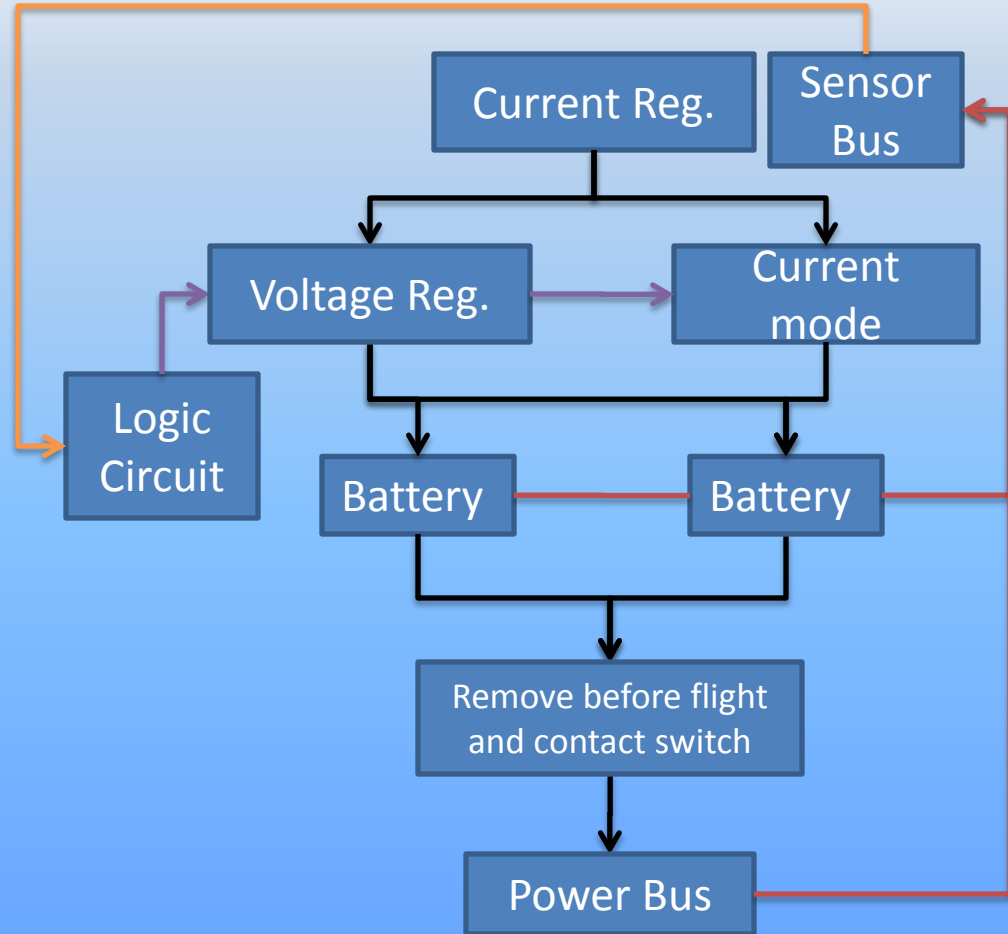 Current Reg.
Sensor
Bus
Voltage Reg.
Current
mode
Logic
Circuit
Battery
Battery
Remove before flight
and contact switch
Power Bus